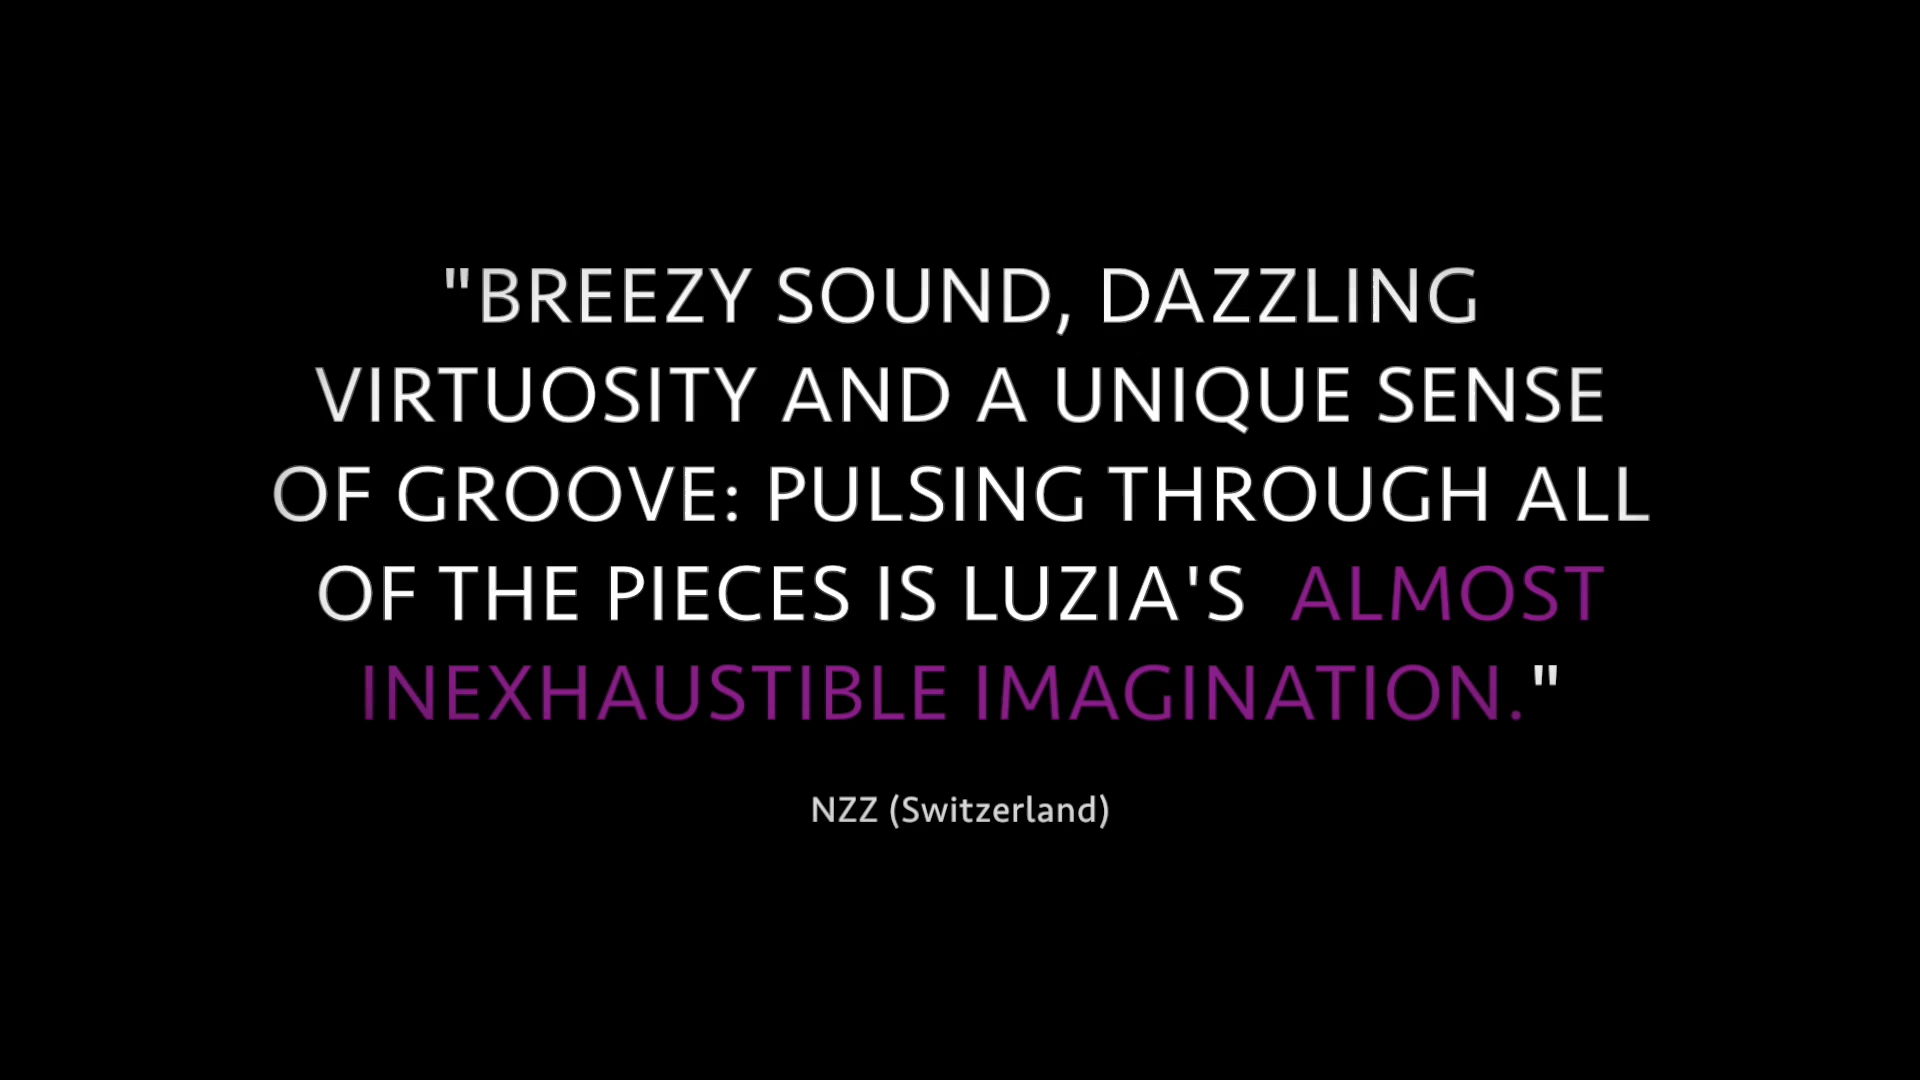 "BREEZY SOUND, DAZZLING
VIRTUOSITY AND A UNIQUE SENSE
OF GROOVE: PULSING THROUGH ALL
OF THE PIECES IS LUZIA'S ALMOST
INEXHAUSTIBLE IMAGINATION."
NZZ (Switzerland)